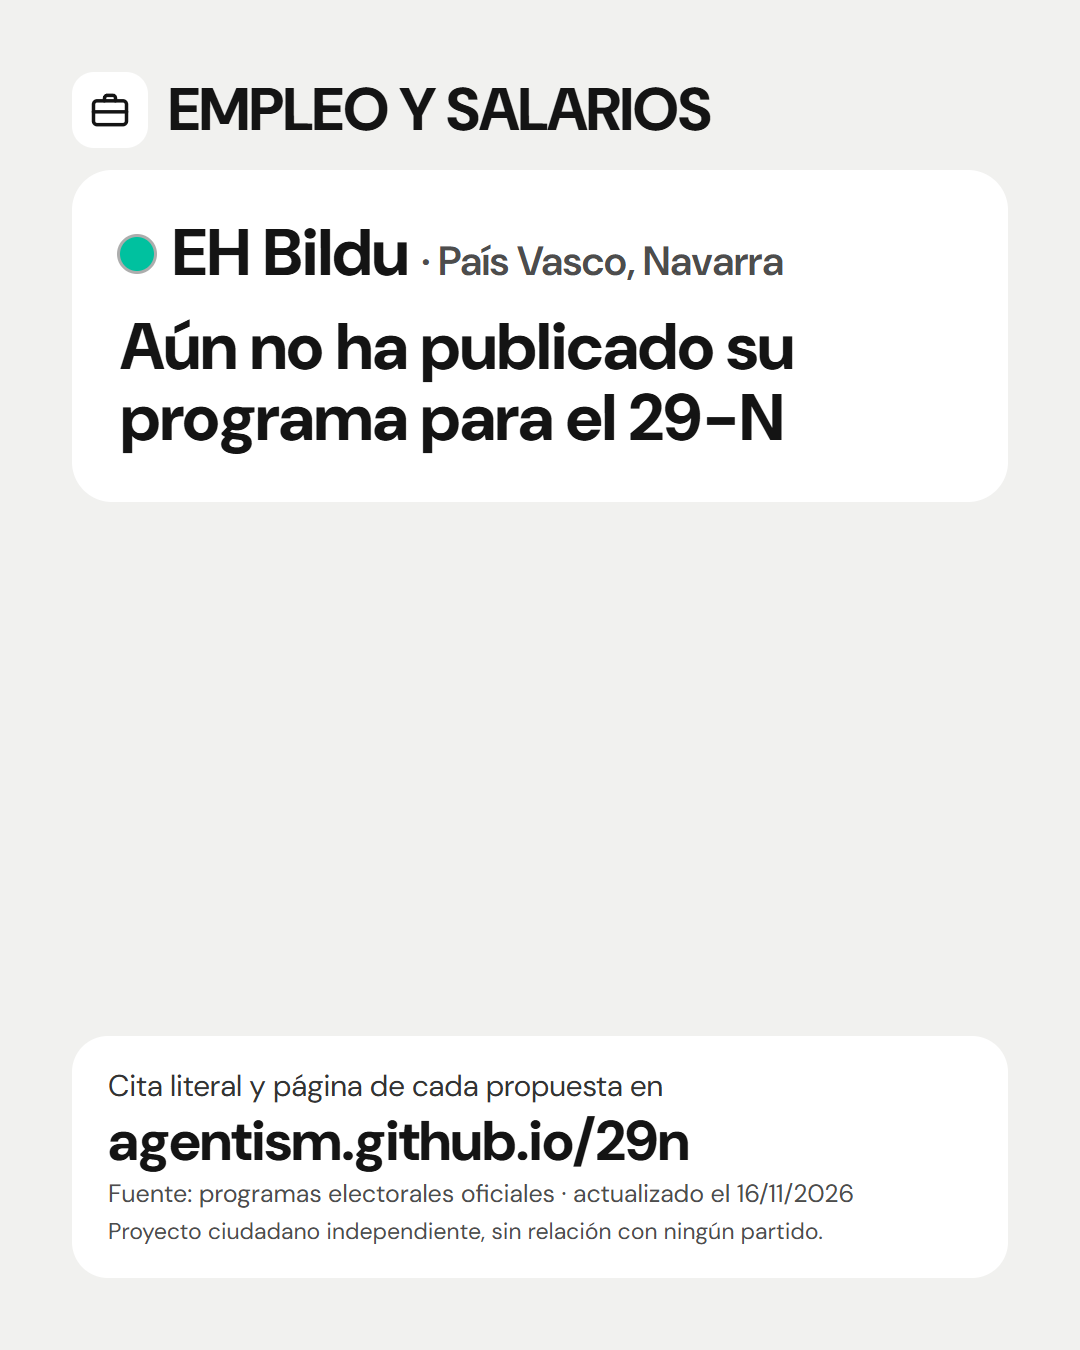 EMPLEO Y SALARIOS
EH Bildu · País Vasco, Navarra
Aún no ha publicado su
programa para el 29-N
Cita literal y página de cada propuesta en
agentism.github.io/29n
Fuente: programas electorales oficiales · actualizado el 16/11/2026
Proyecto ciudadano independiente, sin relación con ningún partido.